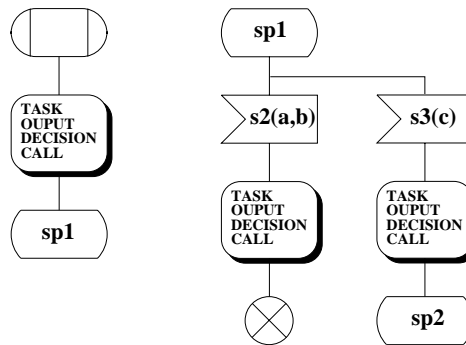 TASK
OUPUT
DECISION
CALL
sp1
sp1
s2(a,b)
s3(c)
TASK
OUPUT
DECISION
CALL
TASK
OUPUT
DECISION
CALL
sp2